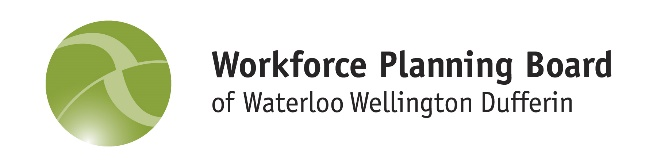 Workforce Planning Board
of Waterloo Wellington Dufferin